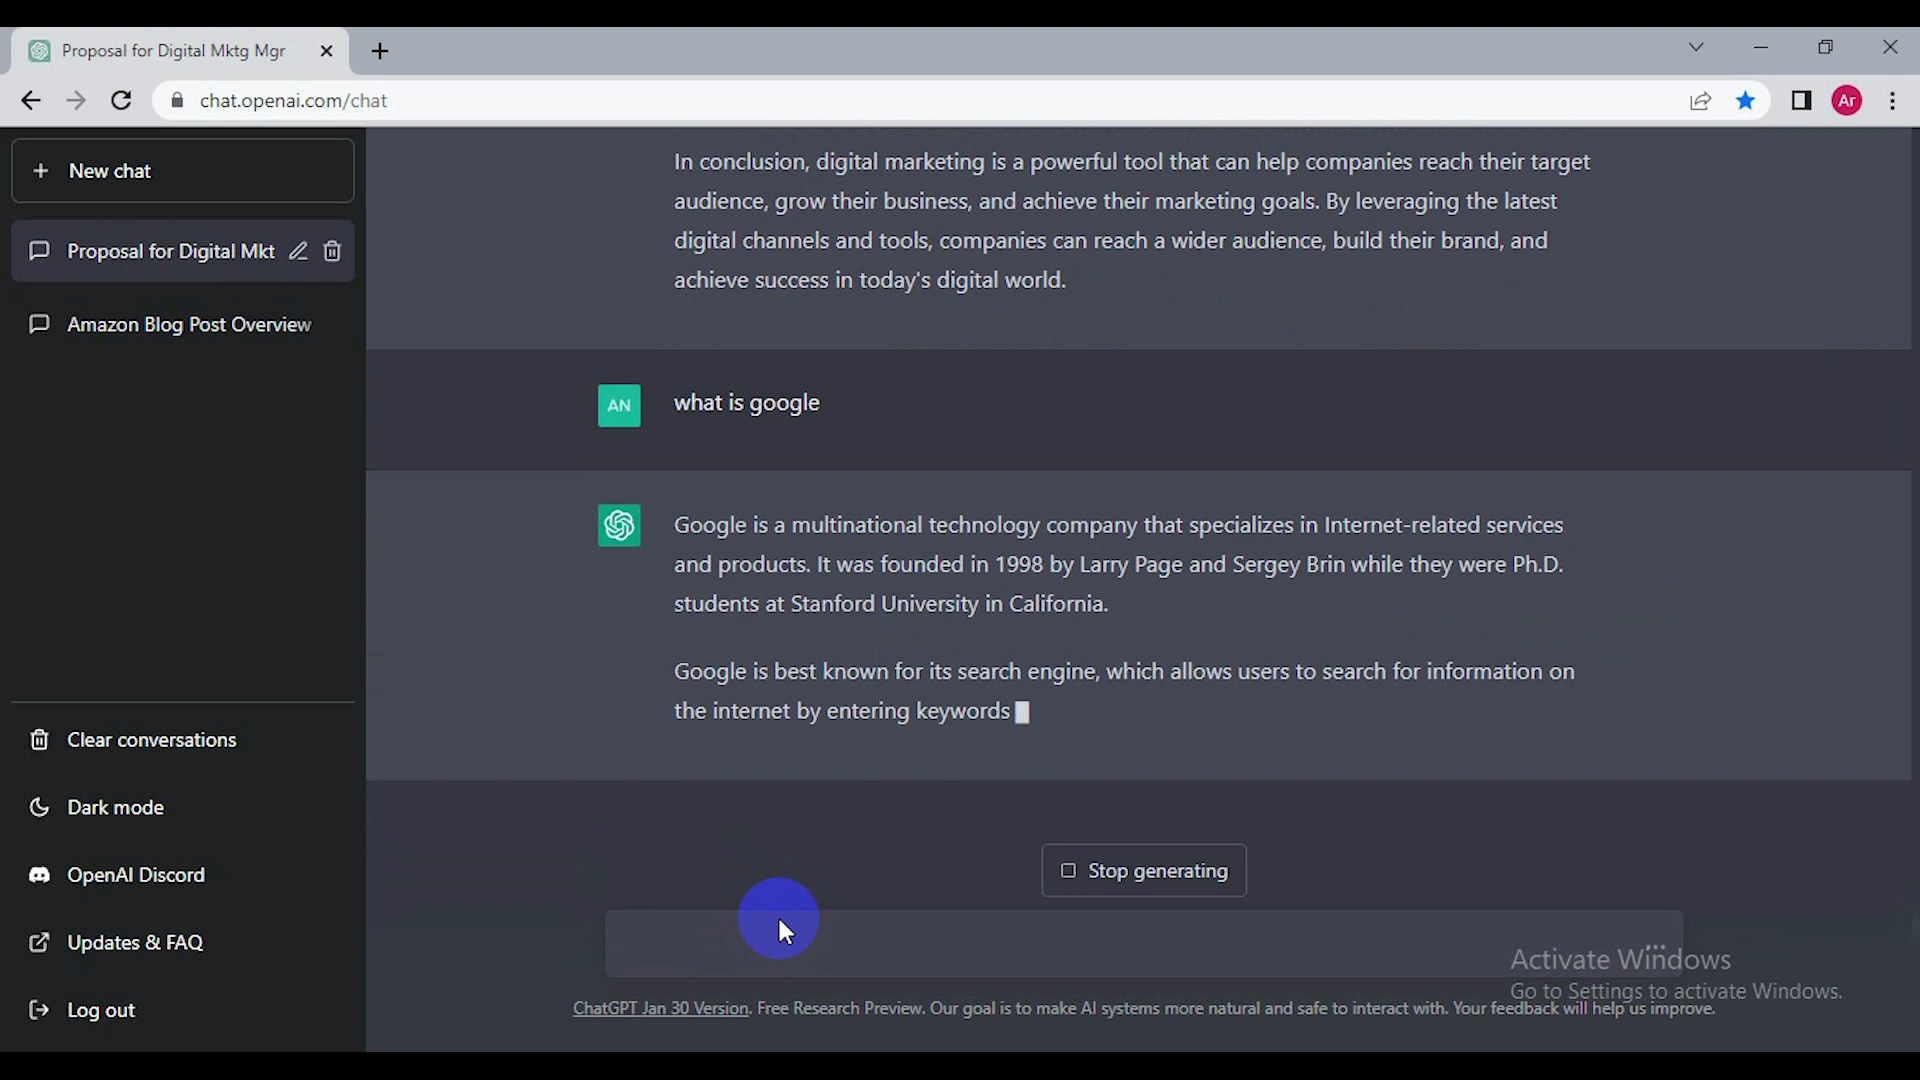 Proposal for Digital Mktg Mgr
chat.openai.com/chat
Ar
New chat
Proposal for Digital Mkt
Amazon Blog Post Overview
Clear conversations
Dark mode
OpenAI Discord
Updates & FAQ
Log out
In conclusion, digital marketing is a powerful tool that can help companies reach their target
audience, grow their business, and achieve their marketing goals. By leveraging the latest
digital channels and tools, companies can reach a wider audience, build their brand, and
achieve success in today's digital world.
AN
what is google
Google is a multinational technology company that specializes in Internet-related services
and products. It was founded in 1998 by Larry Page and Sergey Brin while they were Ph.D.
students at Stanford University in California.
Google is best known for its search engine, which allows users to search for information on
the internet by entering keywords
Stop generating
Activate Windows
Go to Settings to activate Windows.
ChatGPT Jan 30 Version. Free Research Preview. Our goal is to make AI systems more natural and safe to interact with. Your feedback will help us improve.